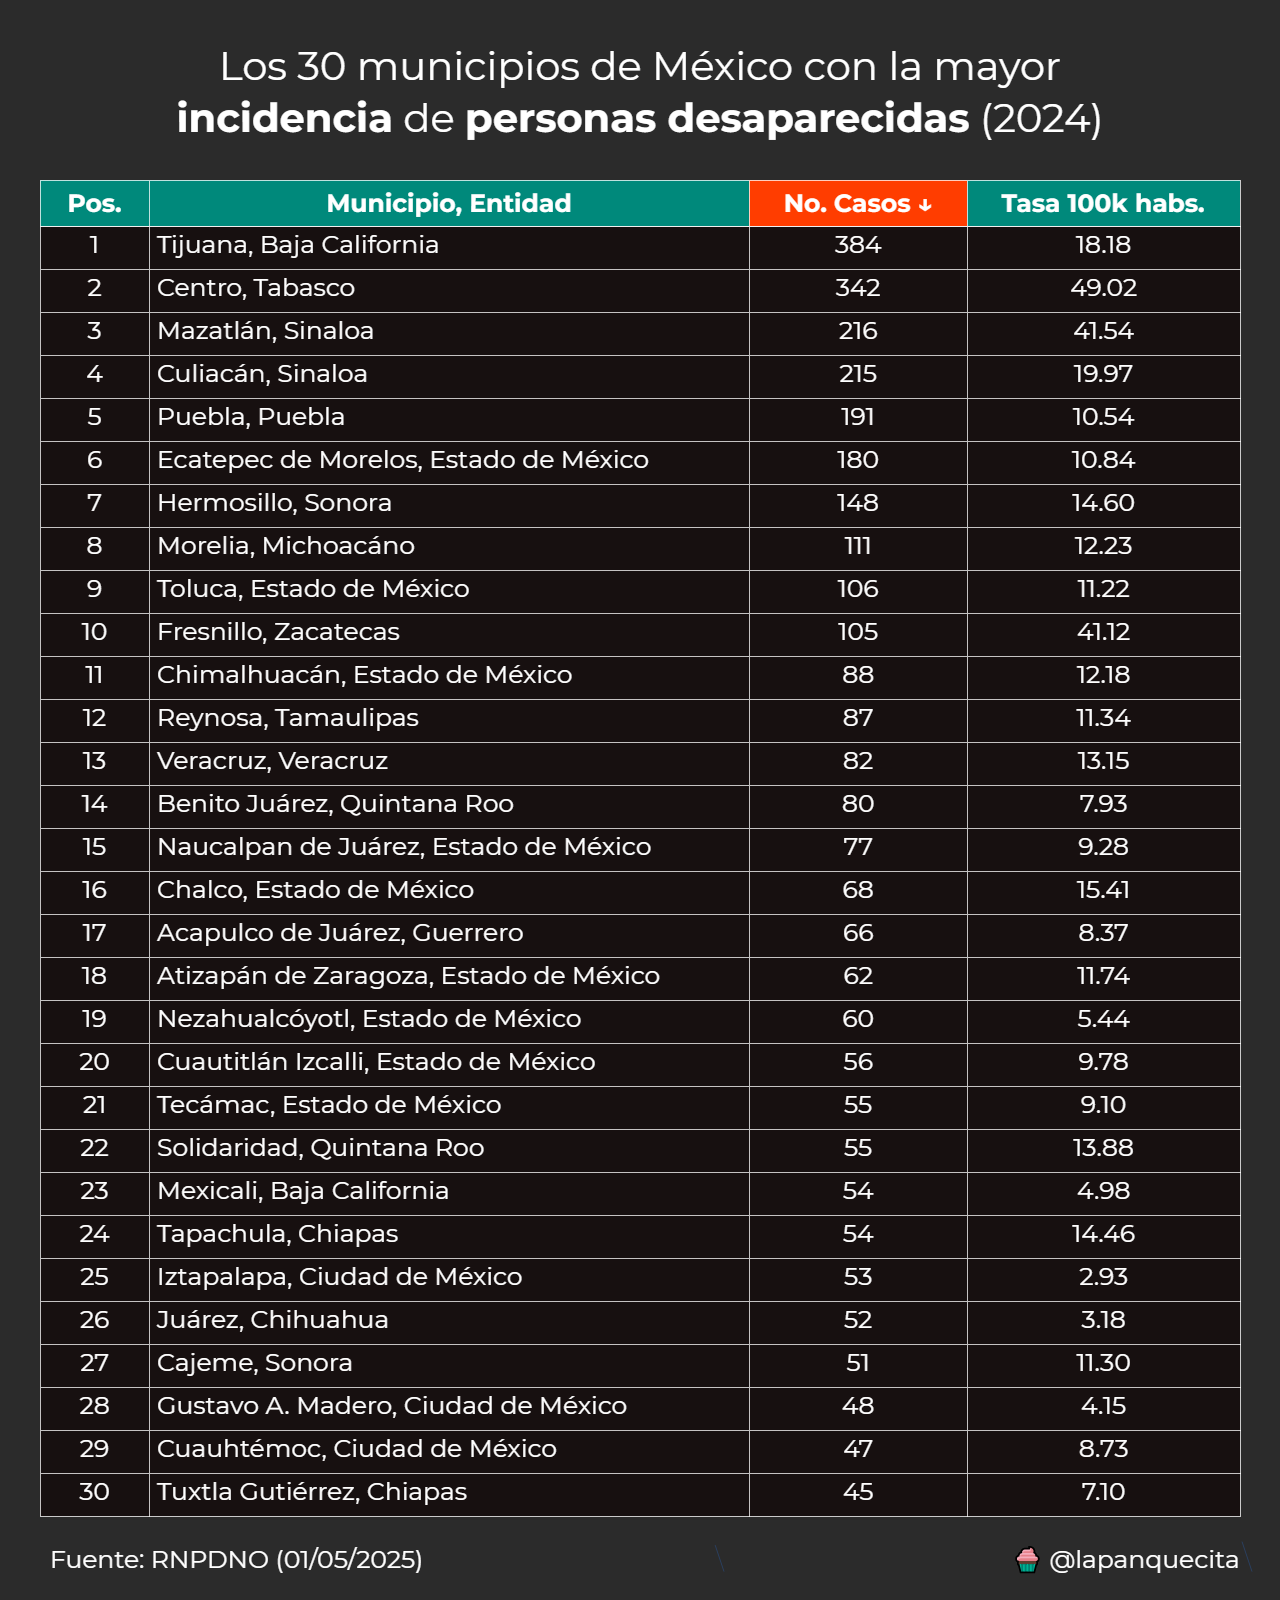 Los 30 municipios de México con la mayor
incidencia de personas desaparecidas (2024)
Pos. Municipio, Entidad No. Casos ↓ Tasa 100k habs.
1 Tijuana, Baja California 384 18.18
2 Centro, Tabasco 342 49.02
3 Mazatlán, Sinaloa 216 41.54
4 Culiacán, Sinaloa 215 19.97
5 Puebla, Puebla 191 10.54
6 Ecatepec de Morelos, Estado de México 180 10.84
7 Hermosillo, Sonora 148 14.60
8 Morelia, Michoacáno 111 12.23
9 Toluca, Estado de México 106 11.22
10 Fresnillo, Zacatecas 105 41.12
11 Chimalhuacán, Estado de México 88 12.18
12 Reynosa, Tamaulipas 87 11.34
13 Veracruz, Veracruz 82 13.15
14 Benito Juárez, Quintana Roo 80 7.93
15 Naucalpan de Juárez, Estado de México 77 9.28
16 Chalco, Estado de México 68 15.41
17 Acapulco de Juárez, Guerrero 66 8.37
18 Atizapán de Zaragoza, Estado de México 62 11.74
19 Nezahualcóyotl, Estado de México 60 5.44
20 Cuautitlán Izcalli, Estado de México 56 9.78
21 Tecámac, Estado de México 55 9.10
22 Solidaridad, Quintana Roo 55 13.88
23 Mexicali, Baja California 54 4.98
24 Tapachula, Chiapas 54 14.46
25 Iztapalapa, Ciudad de México 53 2.93
26 Juárez, Chihuahua 52 3.18
27 Cajeme, Sonora 51 11.30
28 Gustavo A. Madero, Ciudad de México 48 4.15
29 Cuauhtémoc, Ciudad de México 47 8.73
30 Tuxtla Gutiérrez, Chiapas 45 7.10
Fuente: RNPDNO (01/05/2025) @lapanquecita